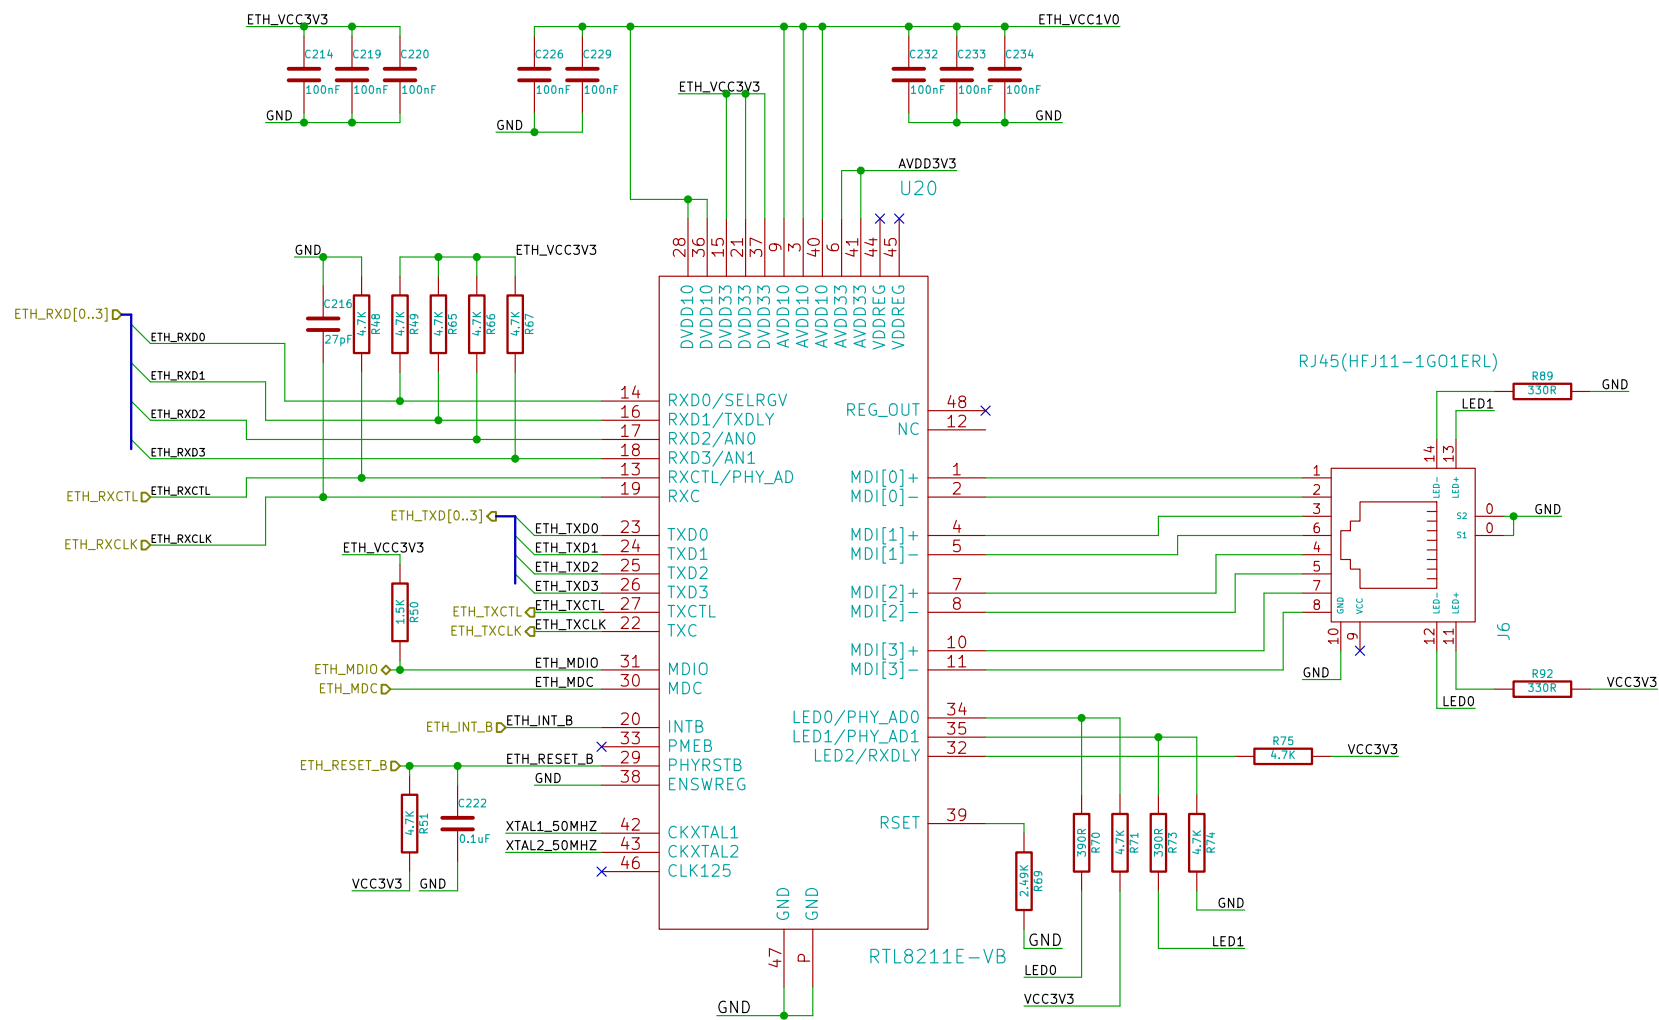 ETH_VCC3V3
ETH_VCC1V0
C214
C219
C220
C226
C229
C232
C233
C234
100nF
100nF
100nF
100nF
100nF
100nF
100nF
100nF
ETH_VCC3V3
GND
GND
GND
AVDD3V3
U20
28
36
15
21
37
9
3
40
6
41
44
45
DVDD10
DVDD10
DVDD33
DVDD33
DVDD33
AVDD10
AVDD10
AVDD10
AVDD33
AVDD33
VDDREG
VDDREG
GND
ETH_VCC3V3
C216
27pF
4.7K
R48
4.7K
R49
4.7K
R65
4.7K
R66
4.7K
R67
ETH_RXD[0..3]
ETH_RXD0
ETH_RXD1
ETH_RXD2
ETH_RXD3
ETH_RXCTL
ETH_RXCTL
ETH_RXCLK
ETH_RXCLK
14
RXD0/SELRGV
16
RXD1/TXDLY
17
RXD2/AN0
18
RXD3/AN1
13
RXCTL/PHY_AD
19
RXC
ETH_TXD[0..3]
ETH_TXD0
23
TXD0
ETH_TXD1
24
TXD1
ETH_TXD2
25
TXD2
ETH_TXD3
26
TXD3
ETH_TXCTL
ETH_TXCTL
27
TXCTL
ETH_TXCLK
ETH_TXCLK
22
TXC
ETH_VCC3V3
1.5K
R50
ETH_MDIO
ETH_MDIO
31
MDIO
ETH_MDC
ETH_MDC
30
MDC
ETH_INT_B
ETH_INT_B
20
INTB
33
PMEB
ETH_RESET_B
ETH_RESET_B
29
PHYRSTB
GND
38
ENSWREG
4.7K
R51
C222
0.1uF
VCC3V3
GND
XTAL1_50MHZ
42
CKXTAL1
XTAL2_50MHZ
43
CKXTAL2
46
CLK125
GND
GND
47
P
GND
RTL8211E-VB
REG_OUT
48
NC
12
MDI[0]+
1
MDI[0]-
2
MDI[1]+
4
MDI[1]-
5
MDI[2]+
7
MDI[2]-
8
MDI[3]+
10
MDI[3]-
11
LED0/PHY_AD0
34
LED1/PHY_AD1
35
LED2/RXDLY
32
RSET
39
R75
4.7K
VCC3V3
2.49K
R69
390R
R70
4.7K
R71
390R
R73
4.7K
R74
GND
GND
LED1
LED0
VCC3V3
RJ45(HFJ11-1G01ERL)
R89
330R
GND
LED1
14
13
LED-
LED+
1
2
3
6
4
5
7
8
S2
0
S1
0
GND
GND
VCC
LED-
LED+
10
9
12
11
J6
GND
LED0
R92
330R
VCC3V3